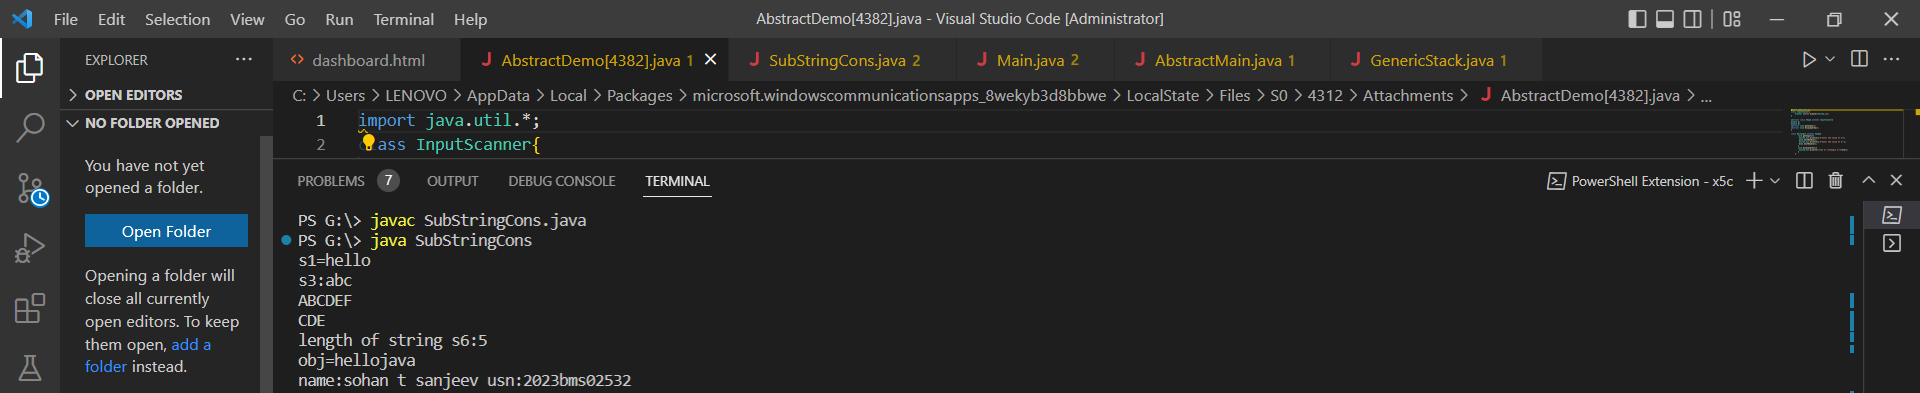 File Edit Selection View Go Run Terminal Help AbstractDemo[4382].java - Visual Studio Code [Administrator]
EXPLORER ...
OPEN EDITORS
NO FOLDER OPENED
You have not yet
opened a folder.
Open Folder
Opening a folder will
close all currently
open editors. To keep
them open, add a
folder instead.
<> dashboard.html J AbstractDemo[4382].java 1 J SubStringCons.java 2 J Main.java 2 J AbstractMain.java 1 J GenericStack.java 1
C: > Users > LENOVO > AppData > Local > Packages > microsoft.windowscommunicationsapps_8wekyb3d8bbwe > LocalState > Files > S0 > 4312 > Attachments > J AbstractDemo[4382].java > ...
1 import java.util.*;
2 ass InputScanner{
PROBLEMS 7 OUTPUT DEBUG CONSOLE TERMINAL PowerShell Extension - x5c
PS G:\> javac SubStringCons.java
PS G:\> java SubStringCons
s1=hello
s3:abc
ABCDEF
CDE
length of string s6:5
obj=hellojava
name:sohan t sanjeev usn:2023bms02532